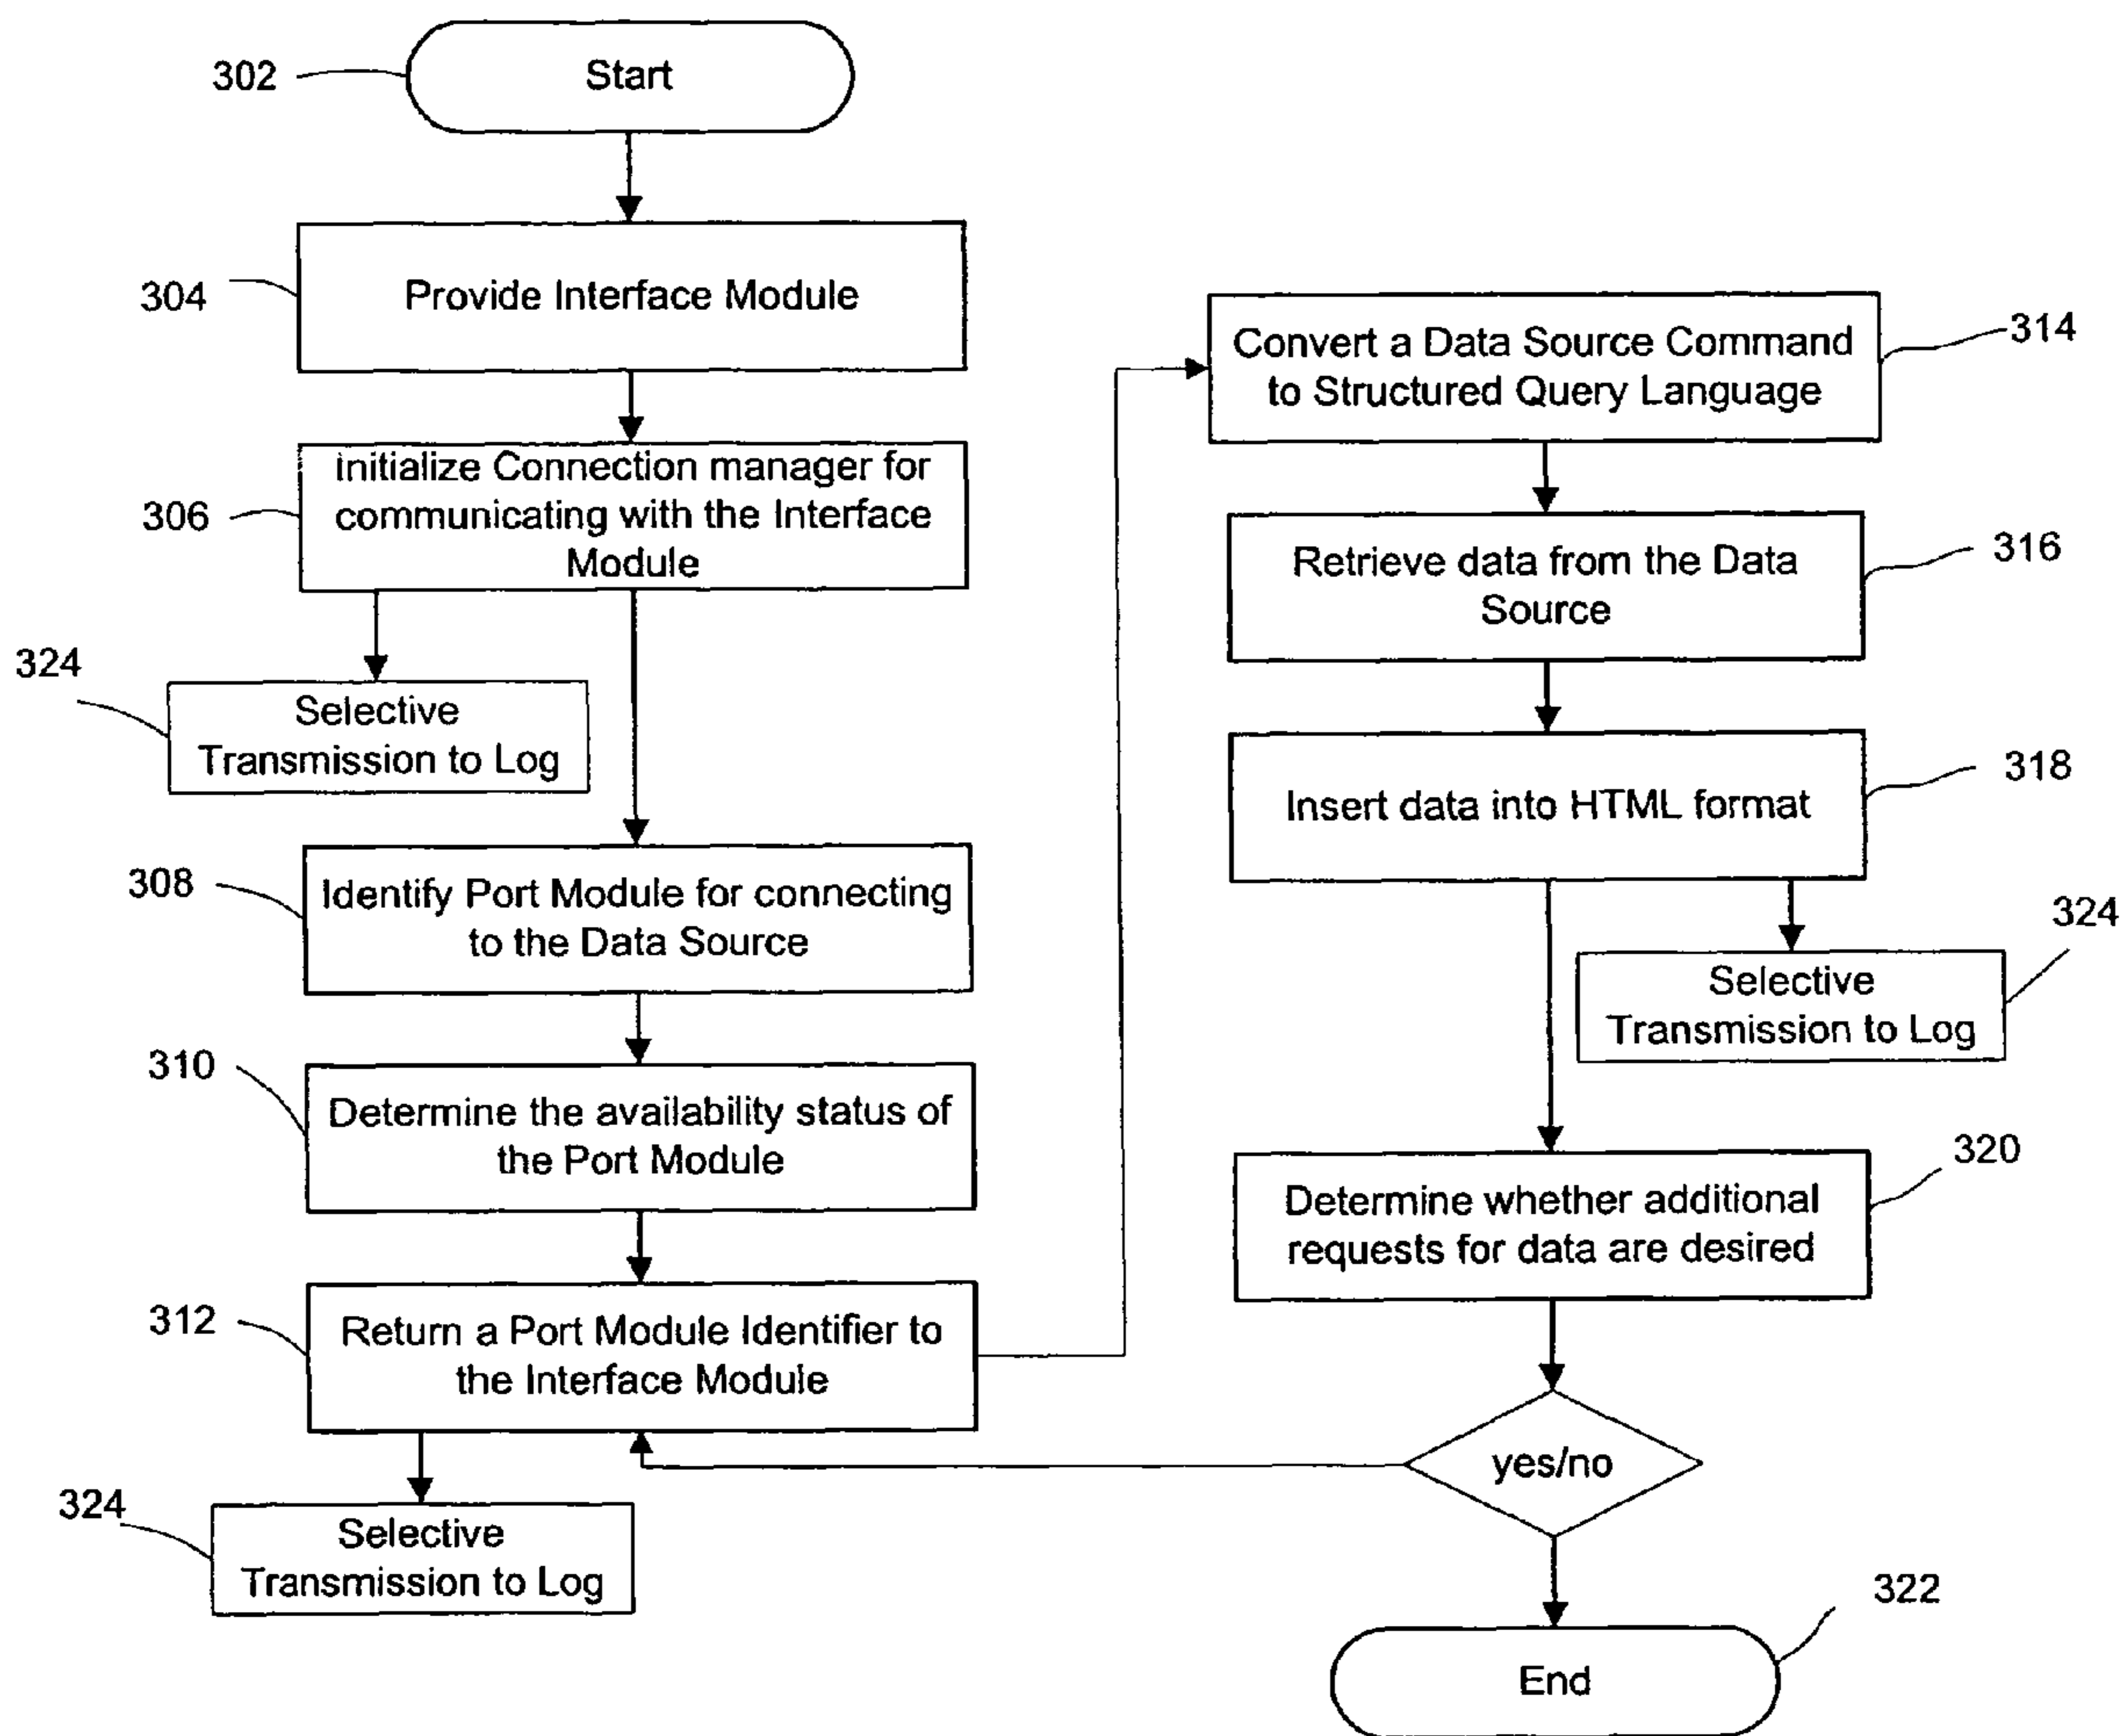 302
Start
304
Provide Interface Module
306
Initialize Connection manager for
communicating with the Interface
Module
324
Selective
Transmission to Log
308
Identify Port Module for connecting
to the Data Source
310
Determine the availability status of
the Port Module
312
Return a Port Module Identifier to
the Interface Module
324
Selective
Transmission to Log
314
Convert a Data Source Command
to Structured Query Language
316
Retrieve data from the Data
Source
318
Insert data into HTML format
324
Selective
Transmission to Log
320
Determine whether additional
requests for data are desired
yes/no
322
End